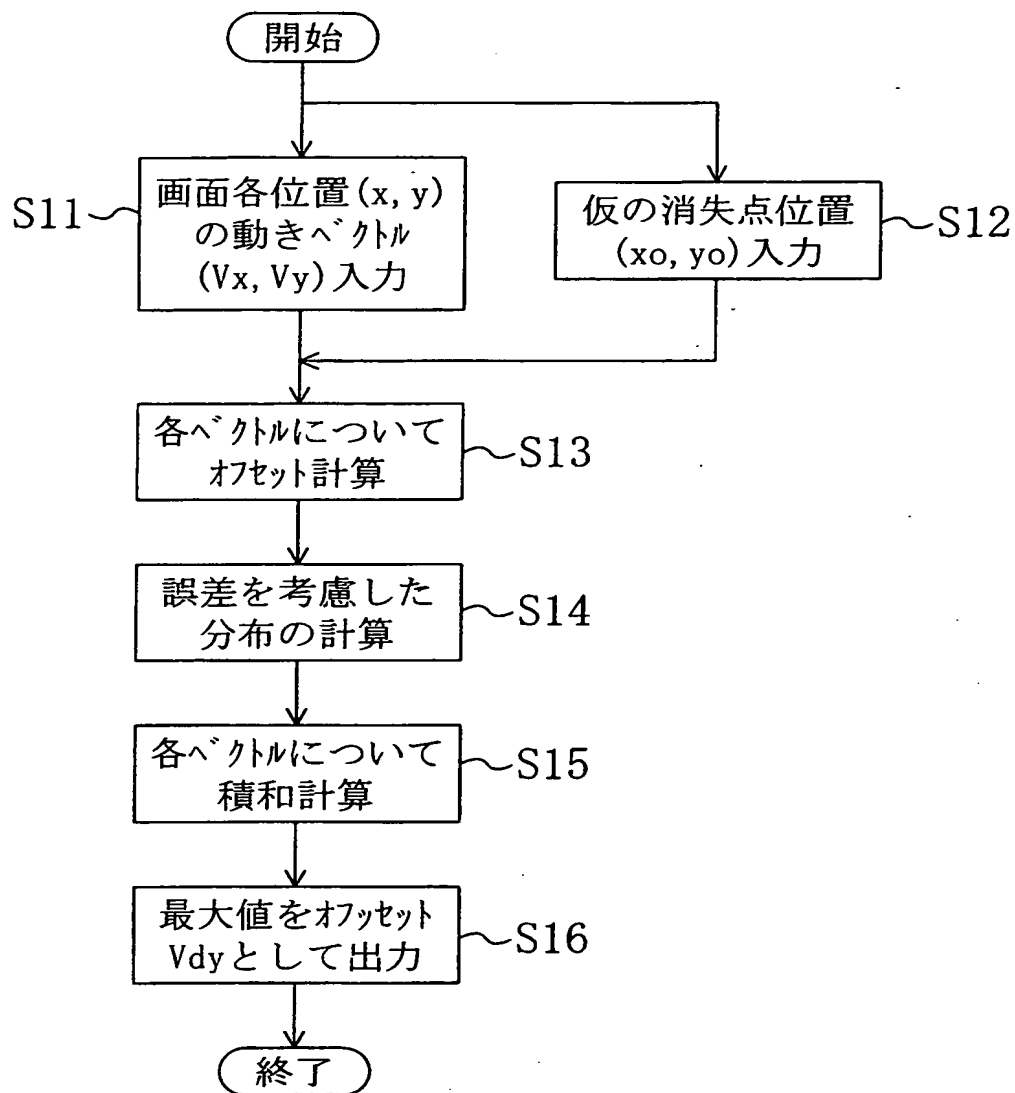 開始
画面各位置(x, y)
の動きﾍﾞｸﾄﾙ
(Vx, Vy)入力
S11
仮の消失点位置
(xo, yo)入力
S12
各ﾍﾞｸﾄﾙについて
ｵﾌｾｯﾄ計算
S13
誤差を考慮した
分布の計算
S14
各ﾍﾞｸﾄﾙについて
積和計算
S15
最大値をｵﾌｯｾｯﾄ
Vdyとして出力
S16
終了